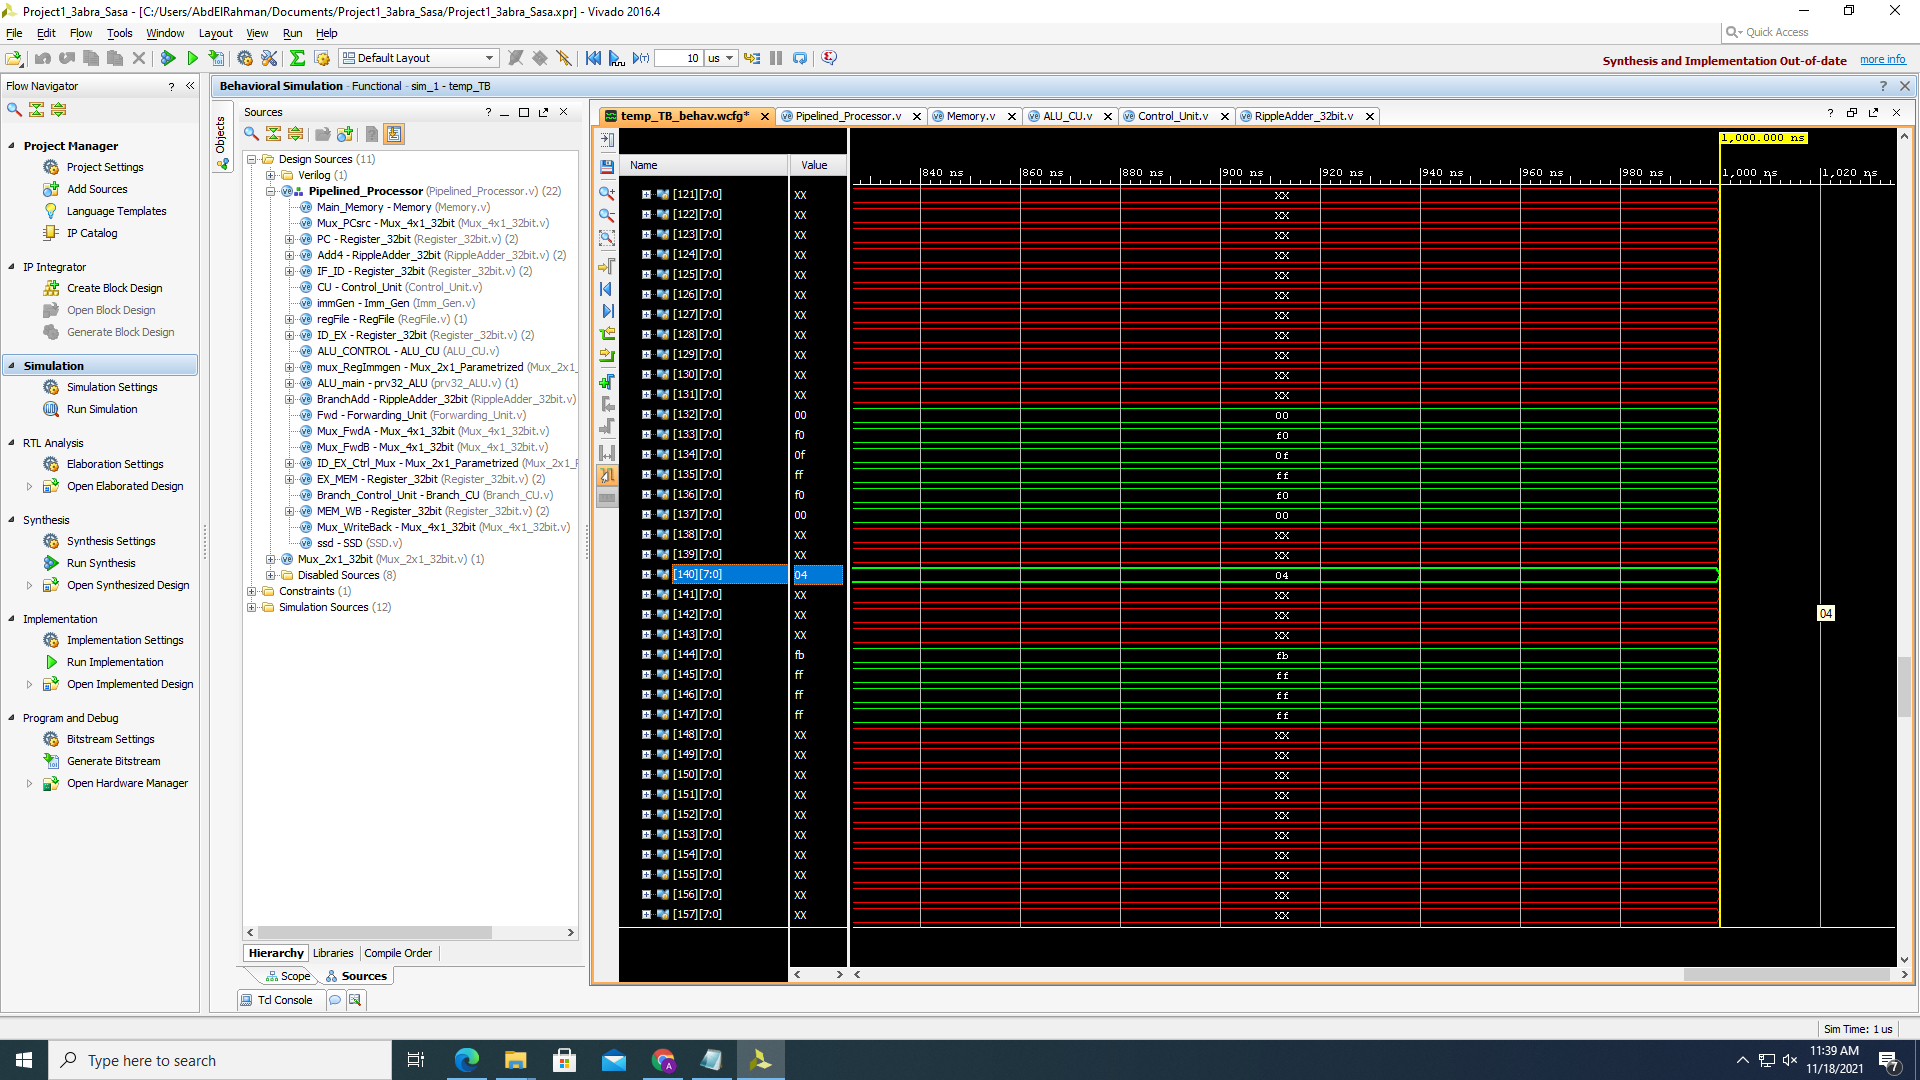 Project1_3abra_Sasa - [C:/Users/AbdElRahman/Documents/Project1_3abra_Sasa/Project1_3abra_Sasa.xpr] - Vivado 2016.4
File Edit Flow Tools Window Layout View Run Help
Quick Access
Default Layout
10 us
Synthesis and Implementation Out-of-date more info
Flow Navigator ? «
Project Manager
Project Settings
Add Sources
Language Templates
IP Catalog
IP Integrator
Create Block Design
Open Block Design
Generate Block Design
Simulation
Simulation Settings
Run Simulation
RTL Analysis
Elaboration Settings
Open Elaborated Design
Synthesis
Synthesis Settings
Run Synthesis
Open Synthesized Design
Implementation
Implementation Settings
Run Implementation
Open Implemented Design
Program and Debug
Bitstream Settings
Generate Bitstream
Open Hardware Manager
Behavioral Simulation - Functional - sim_1 - temp_TB
Objects
Sources
Design Sources (11)
Verilog (1)
Pipelined_Processor (Pipelined_Processor.v) (22)
Main_Memory - Memory (Memory.v)
Mux_PCsrc - Mux_4x1_32bit (Mux_4x1_32bit.v)
PC - Register_32bit (Register_32bit.v) (2)
Add4 - RippleAdder_32bit (RippleAdder_32bit.v) (2)
IF_ID - Register_32bit (Register_32bit.v) (2)
CU - Control_Unit (Control_Unit.v)
immGen - Imm_Gen (Imm_Gen.v)
regFile - RegFile (RegFile.v) (1)
ID_EX - Register_32bit (Register_32bit.v) (2)
ALU_CONTROL - ALU_CU (ALU_CU.v)
mux_RegImmgen - Mux_2x1_Parametrized (Mux_2x1_
ALU_main - prv32_ALU (prv32_ALU.v) (1)
BranchAdd - RippleAdder_32bit (RippleAdder_32bit.v)
Fwd - Forwarding_Unit (Forwarding_Unit.v)
Mux_FwdA - Mux_4x1_32bit (Mux_4x1_32bit.v)
Mux_FwdB - Mux_4x1_32bit (Mux_4x1_32bit.v)
ID_EX_Ctrl_Mux - Mux_2x1_Parametrized (Mux_2x1_F
EX_MEM - Register_32bit (Register_32bit.v) (2)
Branch_Control_Unit - Branch_CU (Branch_CU.v)
MEM_WB - Register_32bit (Register_32bit.v) (2)
Mux_WriteBack - Mux_4x1_32bit (Mux_4x1_32bit.v)
ssd - SSD (SSD.v)
Mux_2x1_32bit (Mux_2x1_32bit.v) (1)
Disabled Sources (8)
Constraints (1)
Simulation Sources (12)
Hierarchy Libraries Compile Order
Scope Sources
Tcl Console
temp_TB_behav.wcfg* Pipelined_Processor.v Memory.v ALU_CU.v Control_Unit.v RippleAdder_32bit.v
1,000.000 ns
Name Value
840 ns 860 ns 880 ns 900 ns 920 ns 940 ns 960 ns 980 ns 1,000 ns 1,020 ns
[121][7:0] XX XX
[122][7:0] XX XX
[123][7:0] XX XX
[124][7:0] XX XX
[125][7:0] XX XX
[126][7:0] XX XX
[127][7:0] XX XX
[128][7:0] XX XX
[129][7:0] XX XX
[130][7:0] XX XX
[131][7:0] XX XX
[132][7:0] 00 00
[133][7:0] f0 f0
[134][7:0] 0f 0f
[135][7:0] ff ff
[136][7:0] f0 f0
[137][7:0] 00 00
[138][7:0] XX XX
[139][7:0] XX XX
[140][7:0] 04 04
[141][7:0] XX XX
[142][7:0] XX XX
04
[143][7:0] XX XX
[144][7:0] fb fb
[145][7:0] ff ff
[146][7:0] ff ff
[147][7:0] ff ff
[148][7:0] XX XX
[149][7:0] XX XX
[150][7:0] XX XX
[151][7:0] XX XX
[152][7:0] XX XX
[153][7:0] XX XX
[154][7:0] XX XX
[155][7:0] XX XX
[156][7:0] XX XX
[157][7:0] XX XX
Sim Time: 1 us
Type here to search
11:39 AM
11/18/2021
7